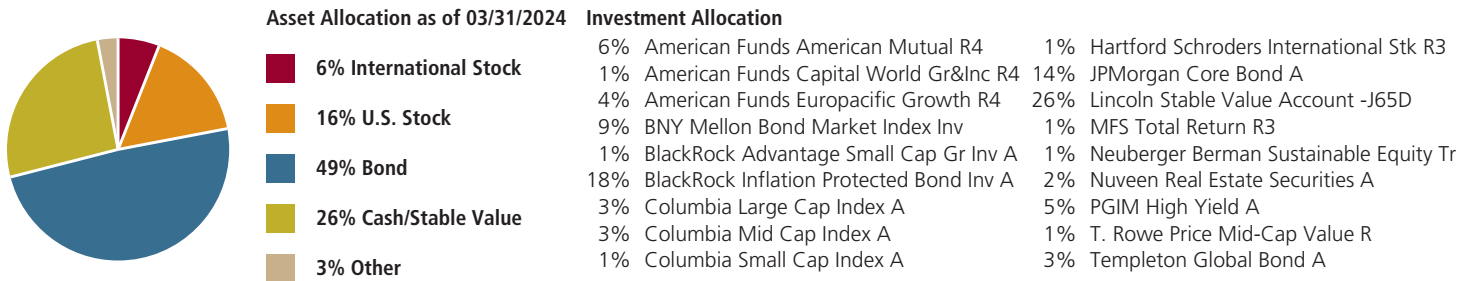 Asset Allocation as of 03/31/2024
6% International Stock
16% U.S. Stock
49% Bond
26% Cash/Stable Value
3% Other
Investment Allocation
6% American Funds American Mutual R4
1% American Funds Capital World Gr&Inc R4
4% American Funds Europacific Growth R4
9% BNY Mellon Bond Market Index Inv
1% BlackRock Advantage Small Cap Gr Inv A
18% BlackRock Inflation Protected Bond Inv A
3% Columbia Large Cap Index A
3% Columbia Mid Cap Index A
1% Columbia Small Cap Index A
1% Hartford Schroders International Stk R3
14% JPMorgan Core Bond A
26% Lincoln Stable Value Account -J65D
1% MFS Total Return R3
1% Neuberger Berman Sustainable Equity Tr
2% Nuveen Real Estate Securities A
5% PGIM High Yield A
1% T. Rowe Price Mid-Cap Value R
3% Templeton Global Bond A